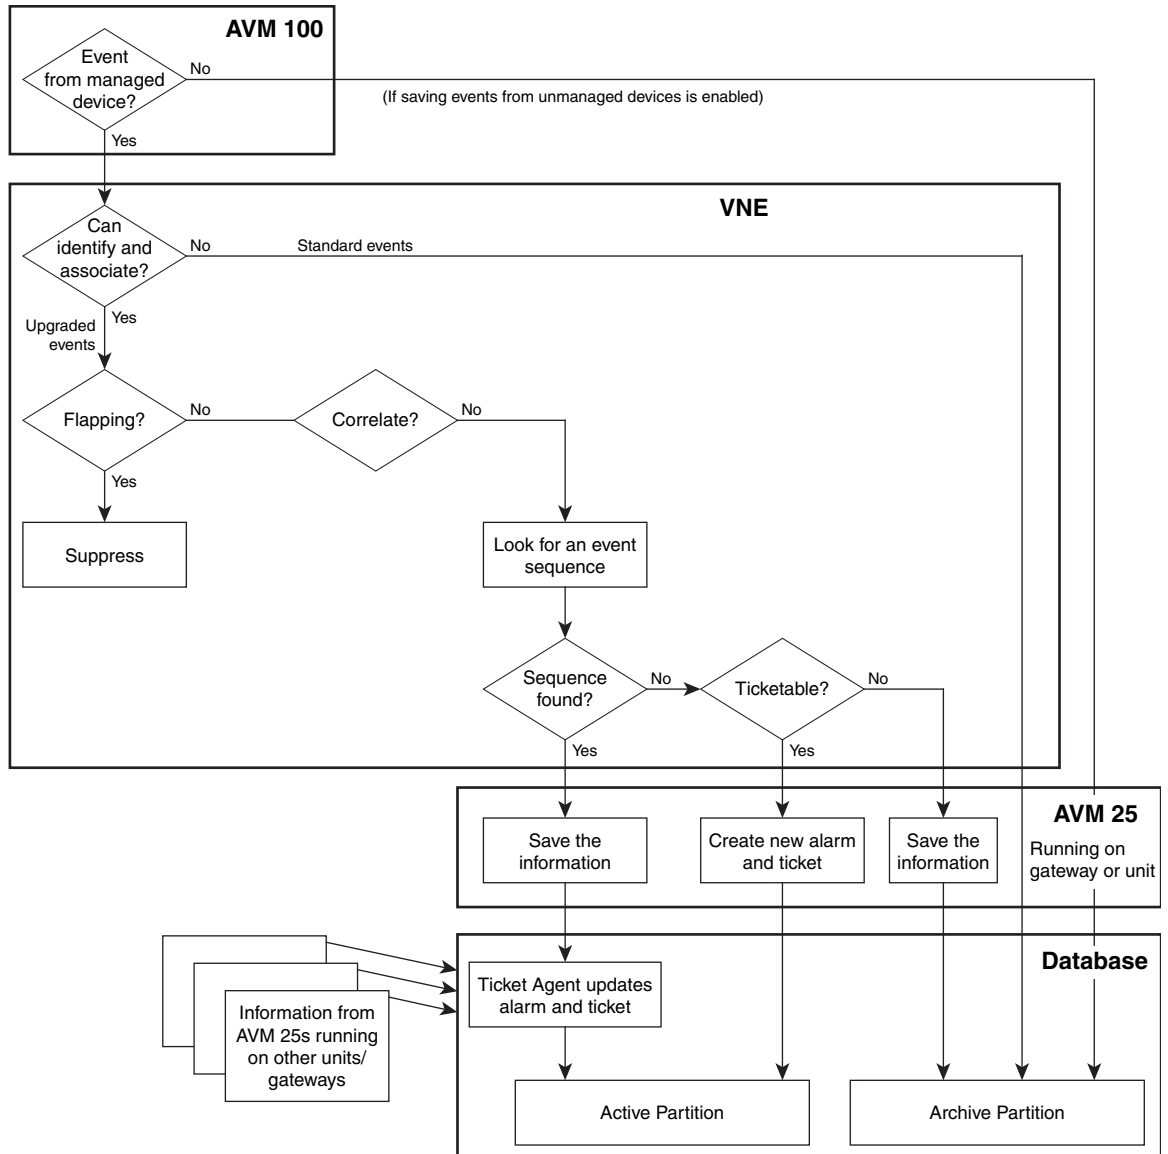 AVM 100
Event
from managed
device?
No
(If saving events from unmanaged devices is enabled)
Yes
VNE
Can
identify and
associate?
No
Standard events
Yes
Upgraded
events
Flapping?
No
Correlate?
No
Yes
Suppress
Look for an event
sequence
Sequence
found?
No
Ticketable?
No
Yes
Yes
AVM 25
Save the
information
Create new alarm
and ticket
Save the
information
Running on
gateway or unit
Database
Ticket Agent updates
alarm and ticket
Information from
AVM 25s running
on other units/
gateways
Active Partition
Archive Partition